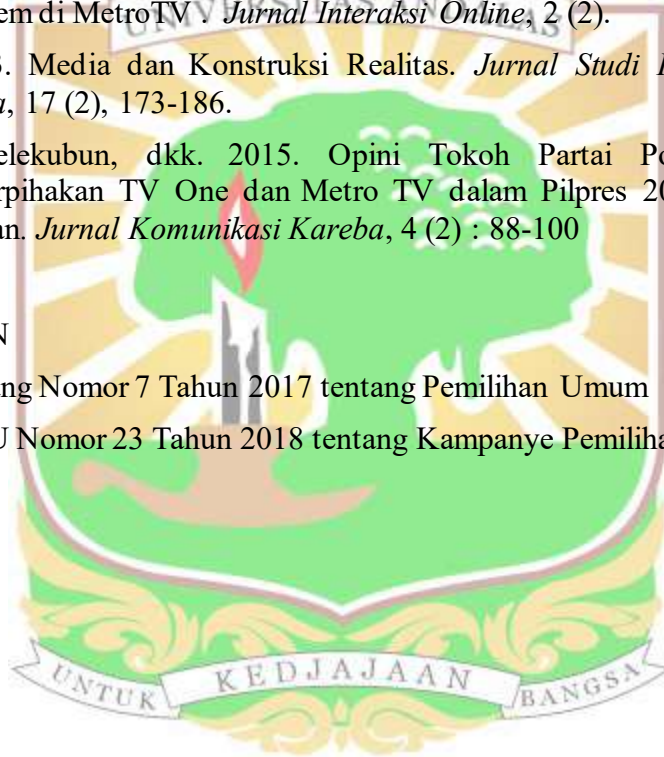 em di MetroTV . Jurnal Interaksi Online, 2 (2).
UNIVERSITAS ANDALAS
. Media dan Konstruksi Realitas. Jurnal Studi
a, 17 (2), 173-186.
elekubun, dkk. 2015. Opini Tokoh Partai Po
rpihakan TV One dan Metro TV dalam Pilpres 20
an. Jurnal Komunikasi Kareba, 4 (2) : 88-100
N
ng Nomor 7 Tahun 2017 tentang Pemilihan Umum
U Nomor 23 Tahun 2018 tentang Kampanye Pemiliha
UNTUK KEDJAJAAN BANGSA